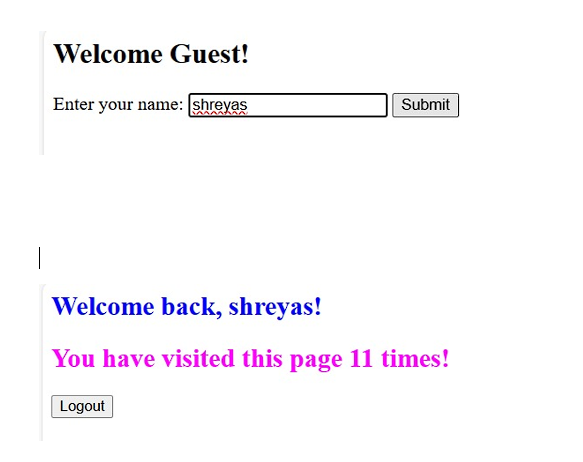 Welcome Guest!
Enter your name: shreyas Submit
Welcome back, shreyas!
You have visited this page 11 times!
Logout